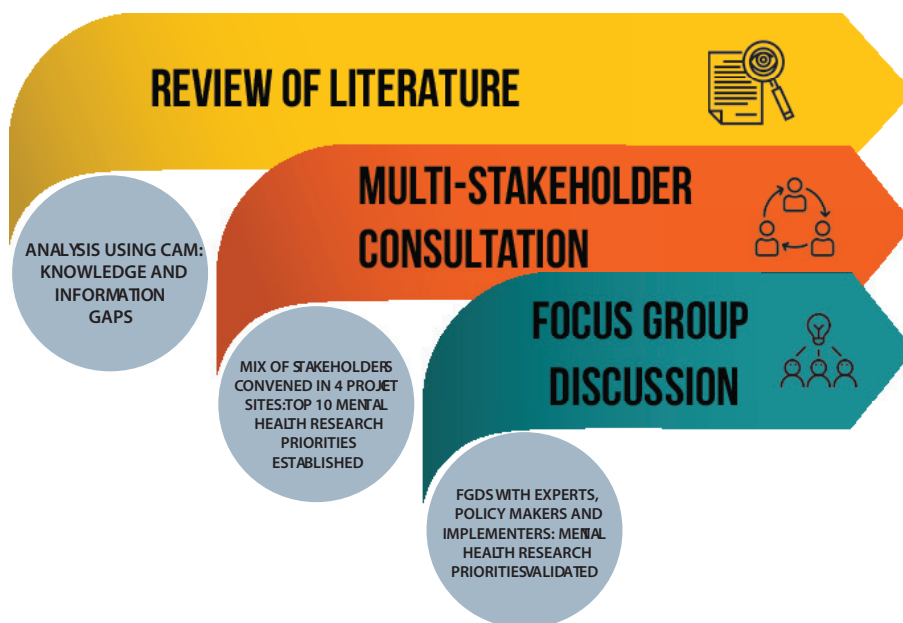 REVIEW OF LITERATURE
ANALYSIS USING CAM:
KNOWLEDGE AND
INFORMATION
GAPS
MULTI-STAKEHOLDER
CONSULTATION
MIX OF STAKEHOLDERS
CONVENED IN 4 PROJET
SITES:TOP 10 MENTAL
HEALTH RESEARCH
PRIORITIES
ESTABLISHED
FOCUS GROUP
DISCUSSION
FGDS WITH EXPERTS,
POLICY MAKERS AND
IMPLEMENTERS: MENTAL
HEALTH RESEARCH
PRIORITIESVALIDATED